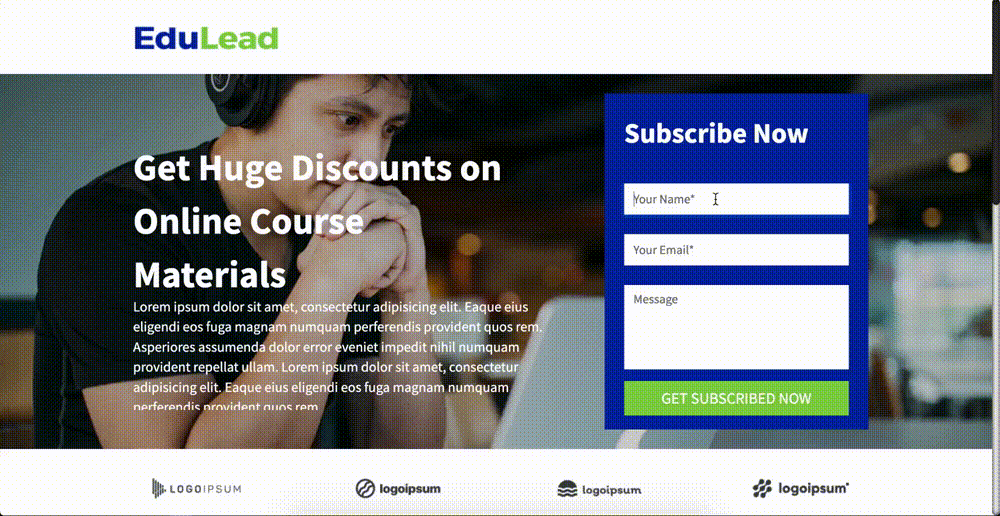 EduLead
Get Huge Discounts on
Online Course
Materials
Lorem ipsum dolor sit amet, consectetur adipisicing elit. Eaque eius
eligendi eos fuga magnam numquam perferendis provident quos rem.
Asperiores assumenda dolor error eveniet impedit nihil numquam
provident repellat ullam. Lorem ipsum dolor sit amet, consectetur
adipisicing elit. Eaque eius eligendi eos fuga magnam numquam
perferendis provident quos rem.
Subscribe Now
Your Name*
Your Email*
Message
GET SUBSCRIBED NOW
LOGOIPSUM
logoipsum
logoipsum
logoipsum